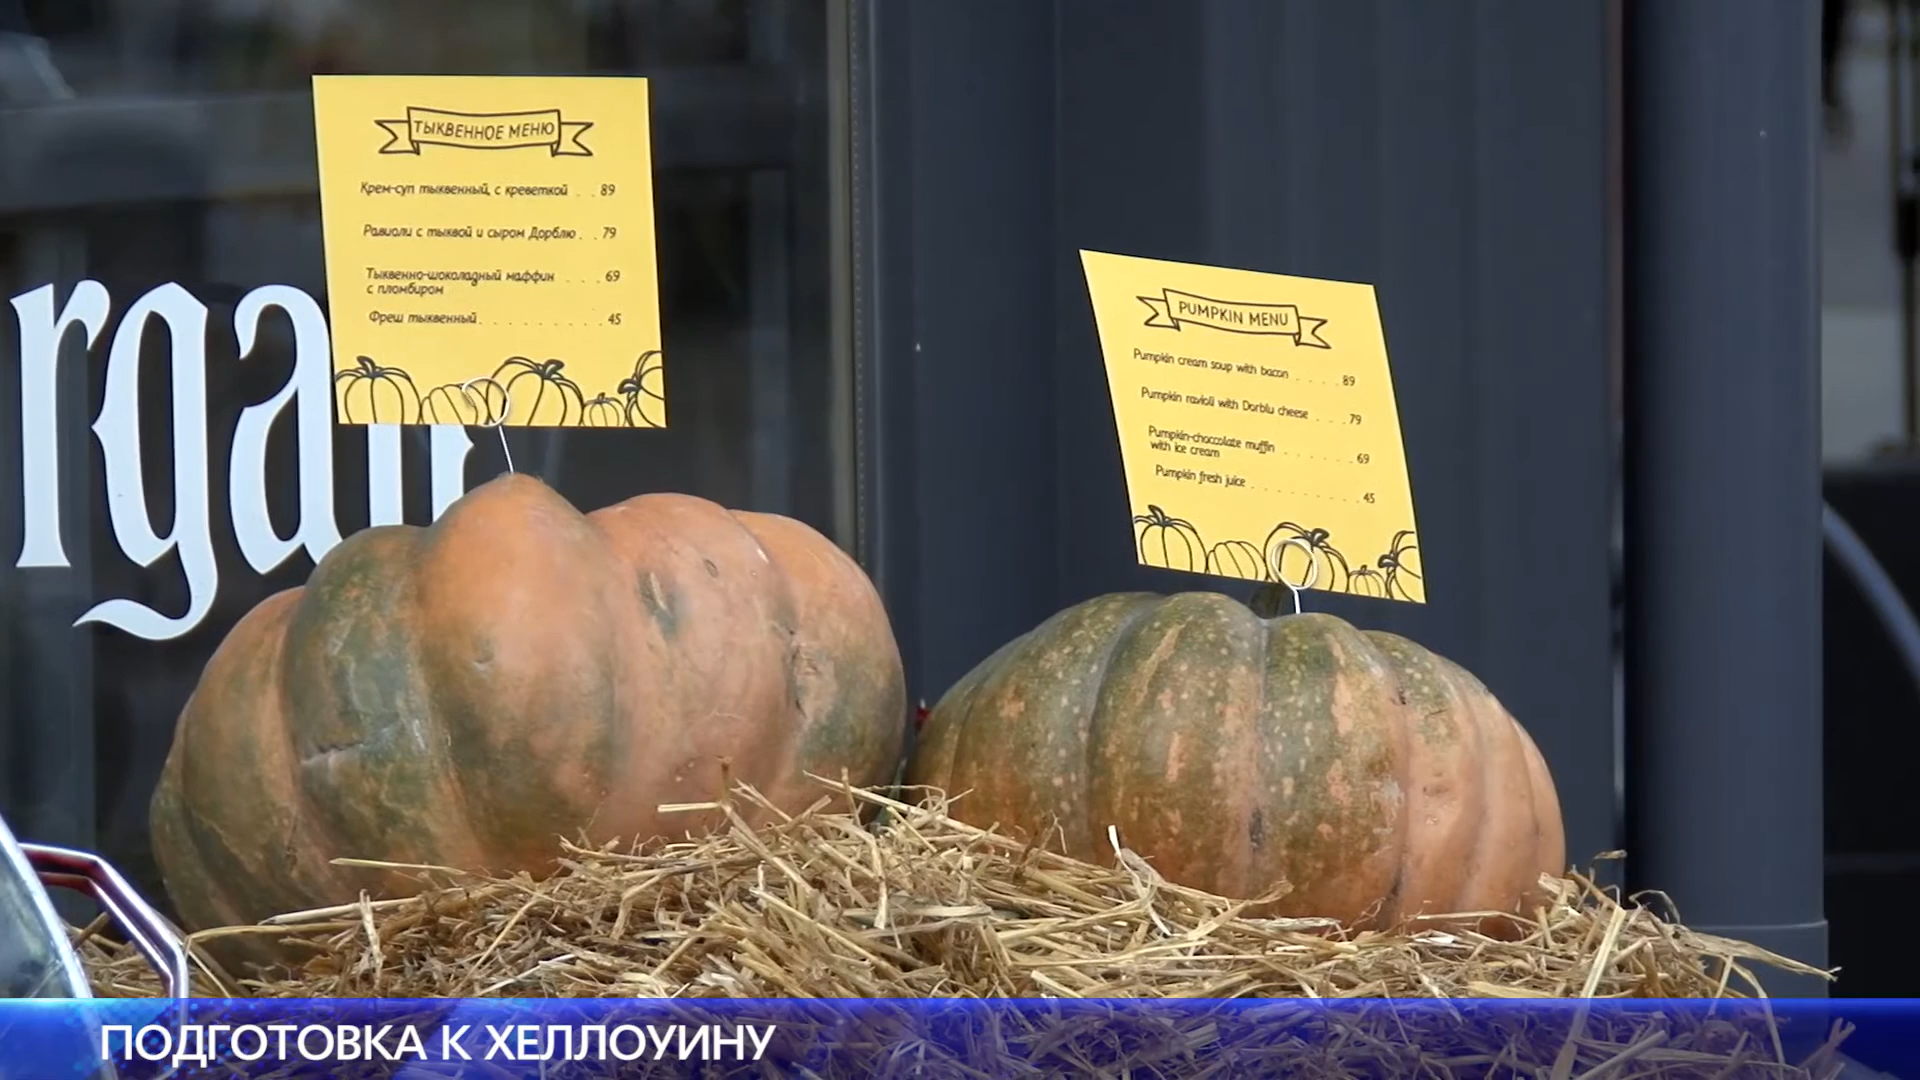 ТЫКВЕННОЕ МЕНЮ
Крем-суп тыквенный, с креветкой . . 89
Равиоли с тыквой и сыром Дорблю . . 79
Тыквенно-шоколадный маффин . . . 69
с пломбиром
Фреш тыквенный . . . . . . . . . 45
rgan
PUMPKIN MENU
Pumpkin cream soup with bacon . . . . 89
Pumpkin ravioli with Dorblu cheese . . . 79
Pumpkin-choccolate muffin . . . . . . 69
with ice cream
Pumpkin fresh juice . . . . . . . . . 45
ПОДГОТОВКА К ХЕЛЛОУИНУ